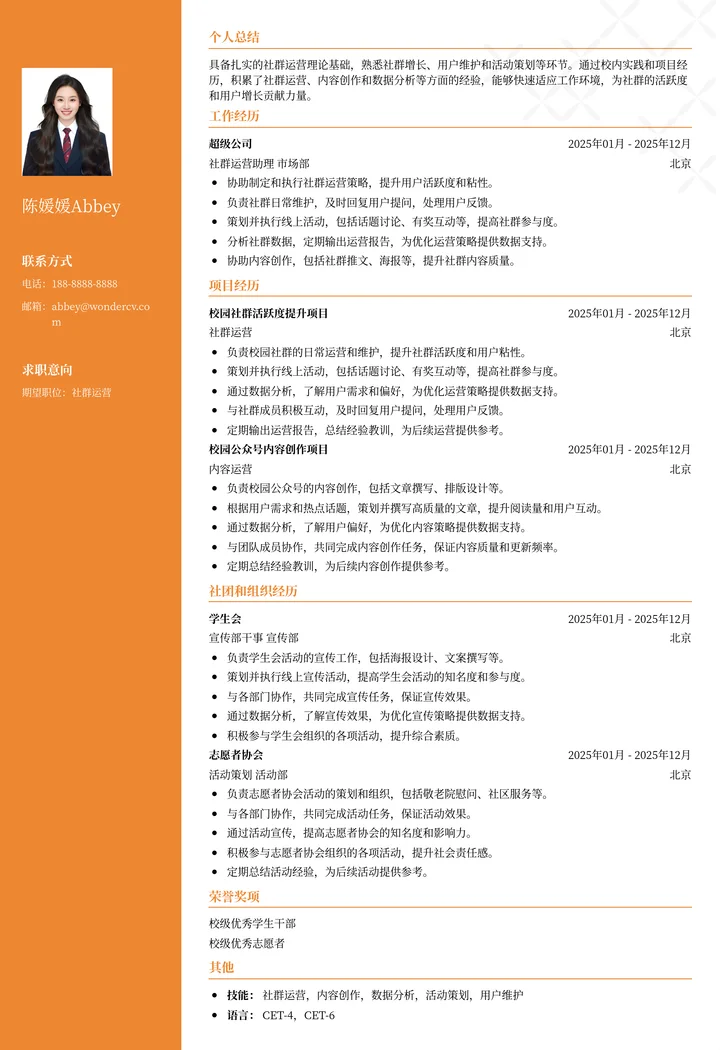 陈媛媛Abbey
联系方式
电话：188-8888-8888
邮箱：abbey@wondercv.co
m
求职意向
期望职位：社群运营
个人总结
具备扎实的社群运营理论基础，熟悉社群增长、用户维护和活动策划等环节。通过校内实践和项目经
历，积累了社群运营、内容创作和数据分析等方面的经验，能够快速适应工作环境，为社群的活跃度
和用户增长贡献力量。
工作经历
超级公司 2025年01月 - 2025年12月
社群运营助理 市场部 北京
• 协助制定和执行社群运营策略，提升用户活跃度和粘性。
• 负责社群日常维护，及时回复用户提问，处理用户反馈。
• 策划并执行线上活动，包括话题讨论、有奖互动等，提高社群参与度。
• 分析社群数据，定期输出运营报告，为优化运营策略提供数据支持。
• 协助内容创作，包括社群推文、海报等，提升社群内容质量。
项目经历
校园社群活跃度提升项目 2025年01月 - 2025年12月
社群运营 北京
• 负责校园社群的日常运营和维护，提升社群活跃度和用户粘性。
• 策划并执行线上活动，包括话题讨论、有奖互动等，提高社群参与度。
• 通过数据分析，了解用户需求和偏好，为优化运营策略提供数据支持。
• 与社群成员积极互动，及时回复用户提问，处理用户反馈。
• 定期输出运营报告，总结经验教训，为后续运营提供参考。
校园公众号内容创作项目 2025年01月 - 2025年12月
内容运营 北京
• 负责校园公众号的内容创作，包括文章撰写、排版设计等。
• 根据用户需求和热点话题，策划并撰写高质量的文章，提升阅读量和用户互动。
• 通过数据分析，了解用户偏好，为优化内容策略提供数据支持。
• 与团队成员协作，共同完成内容创作任务，保证内容质量和更新频率。
• 定期总结经验教训，为后续内容创作提供参考。
社团和组织经历
学生会 2025年01月 - 2025年12月
宣传部干事 宣传部 北京
• 负责学生会活动的宣传工作，包括海报设计、文案撰写等。
• 策划并执行线上宣传活动，提高学生会活动的知名度和参与度。
• 与各部门协作，共同完成宣传任务，保证宣传效果。
• 通过数据分析，了解宣传效果，为优化宣传策略提供数据支持。
• 积极参与学生会组织的各项活动，提升综合素质。
志愿者协会 2025年01月 - 2025年12月
活动策划 活动部 北京
• 负责志愿者协会活动的策划和组织，包括敬老院慰问、社区服务等。
• 与各部门协作，共同完成活动任务，保证活动效果。
• 通过活动宣传，提高志愿者协会的知名度和影响力。
• 积极参与志愿者协会组织的各项活动，提升社会责任感。
• 定期总结活动经验，为后续活动提供参考。
荣誉奖项
校级优秀学生干部
校级优秀志愿者
其他
• 技能： 社群运营，内容创作，数据分析，活动策划，用户维护
• 语言： CET-4，CET-6